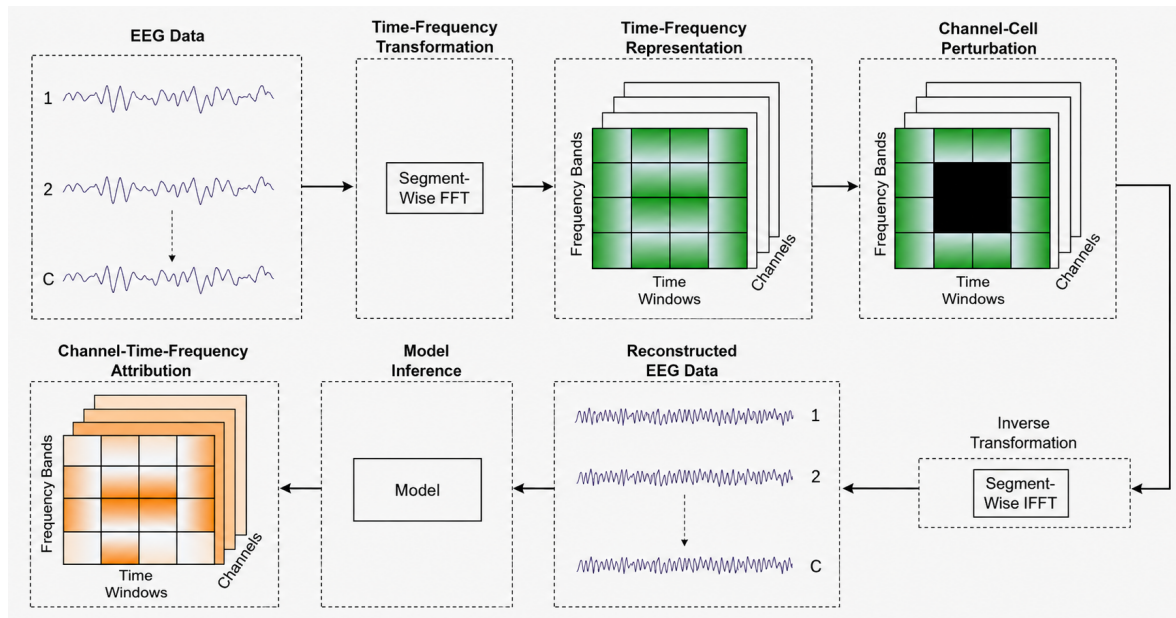 EEG Data
1
2
C
Time-Frequency
Transformation
Segment-
Wise FFT
Time-Frequency
Representation
Frequency Bands
Time
Windows
Channels
Channel-Cell
Perturbation
Frequency Bands
Time
Windows
Channels
Inverse
Transformation
Segment-
Wise IFFT
Reconstructed
EEG Data
1
2
C
Model
Inference
Model
Channel-Time-Frequency
Attribution
Frequency Bands
Time
Windows
Channels